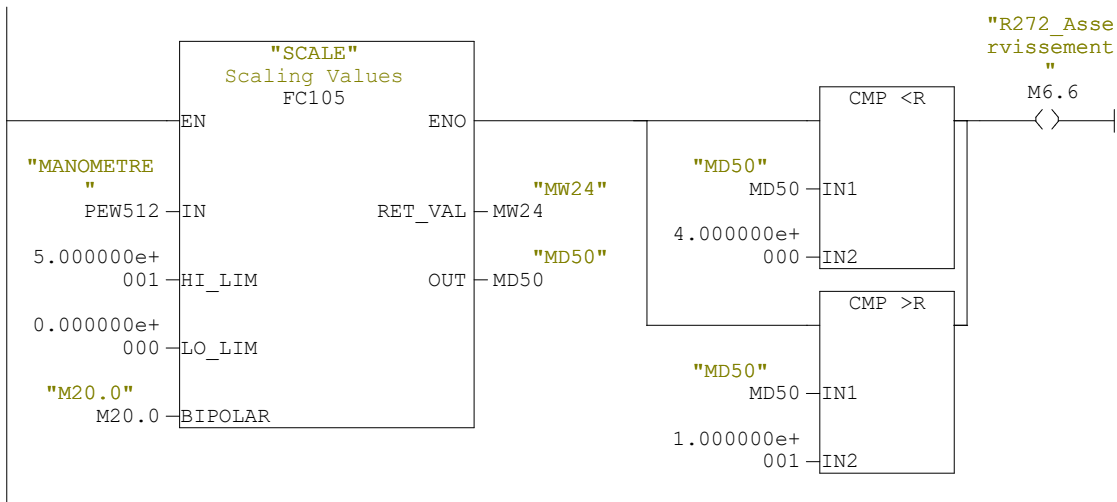 "R272_Asse
rvissement
"
M6.6
"SCALE"
Scaling Values
FC105
CMP <R
EN
ENO
"MANOMETRE
"
PEW512
IN
"MW24"
RET_VAL
MW24
"MD50"
MD50
IN1
5.000000e+
001
HI_LIM
"MD50"
OUT
MD50
4.000000e+
000
IN2
CMP >R
0.000000e+
000
LO_LIM
"MD50"
MD50
IN1
"M20.0"
M20.0
BIPOLAR
1.000000e+
001
IN2